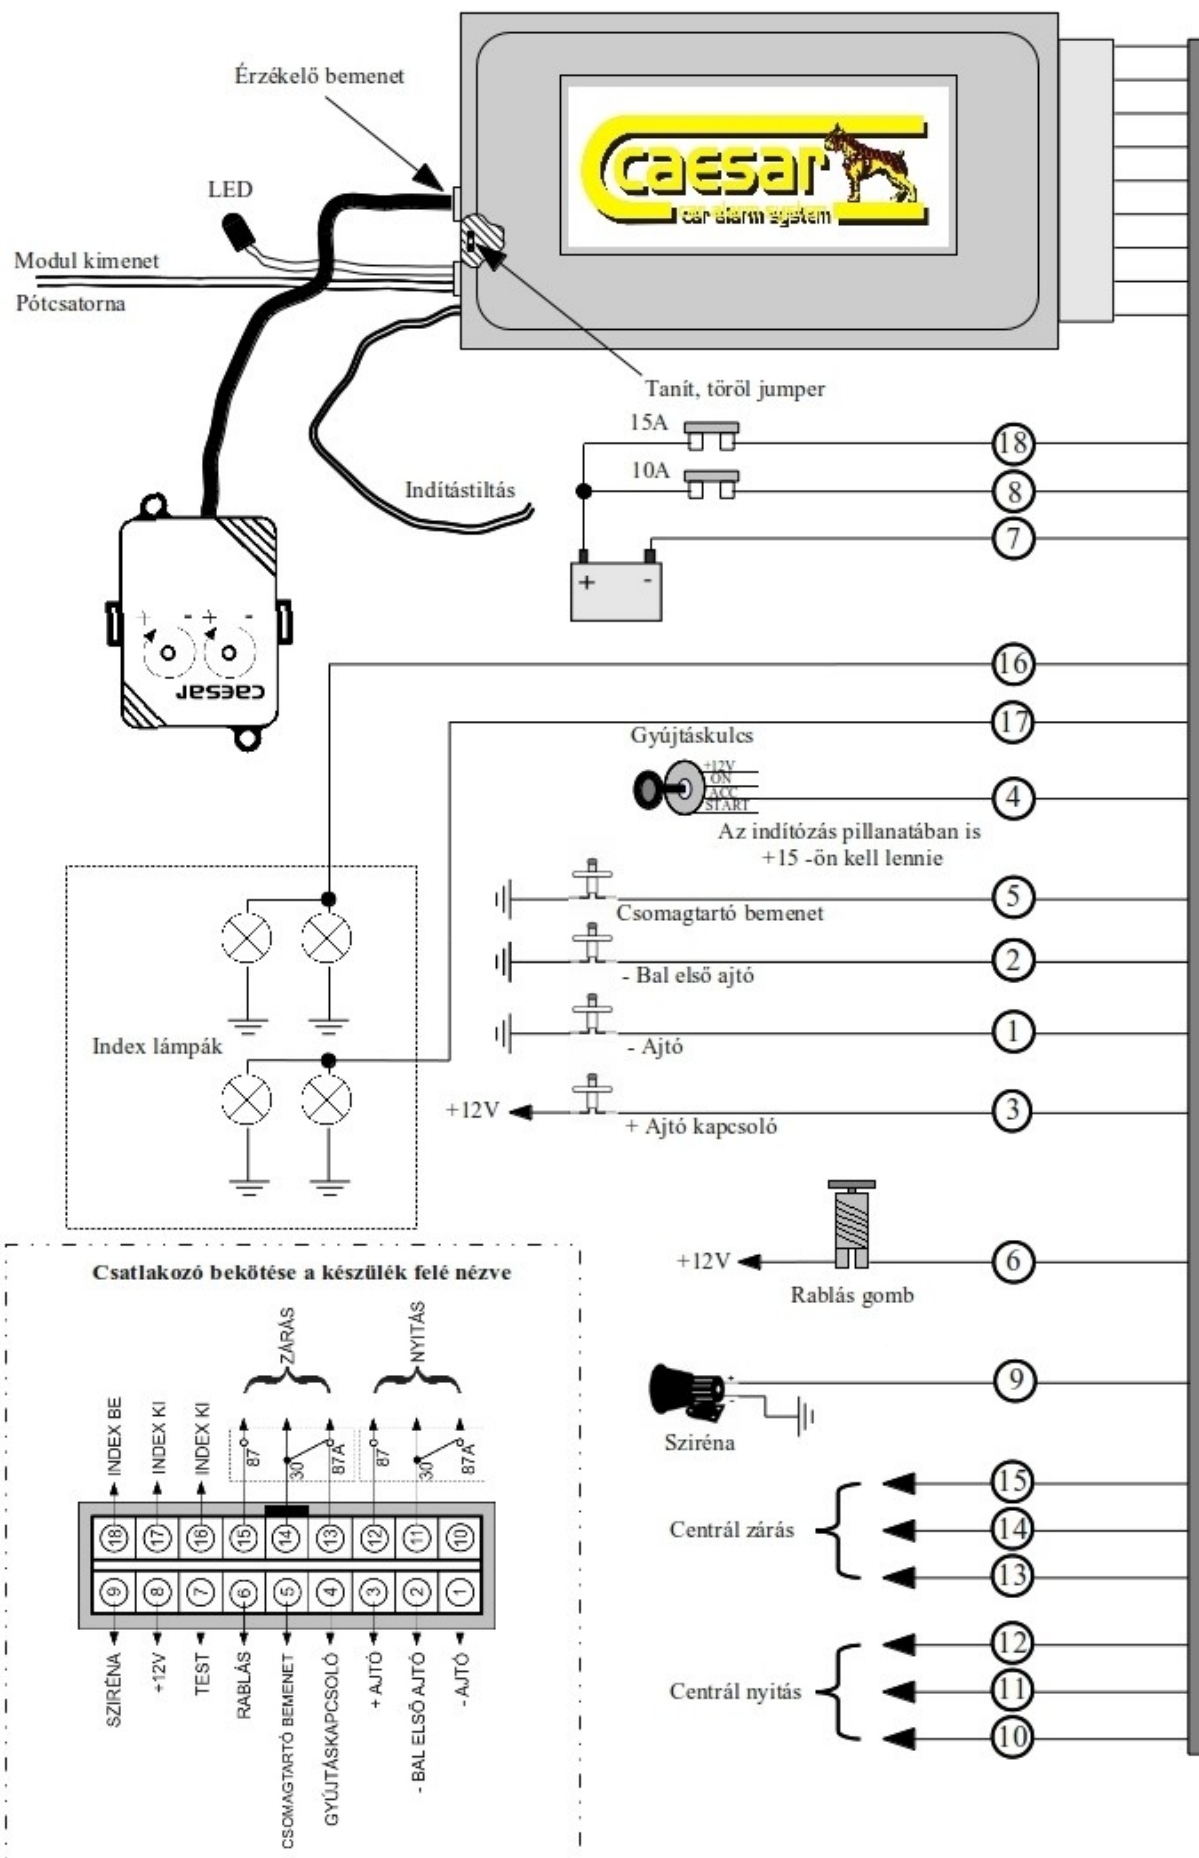 Érzékelő bemenet
caesar
car alarm system
LED
Modul kimenet
Pótcsatorna
Tanít, töröl jumper
15A
18
10A
8
Indítástiltás
7
+ -
+ - + -
caesar
16
17
Gyújtáskulcs
+12V
ON
ACC
START
4
Az indítózás pillanatában is
+15 -ön kell lennie
5
Csomagtartó bemenet
2
- Bal első ajtó
1
- Ajtó
Index lámpák
+12V
3
+ Ajtó kapcsoló
+12V
6
Rablás gomb
9
+
-
Sziréna
15
Centrál zárás
14
13
12
Centrál nyitás
11
10
Csatlakozó bekötése a készülék felé nézve
ZÁRÁS
NYITÁS
INDEX BE
INDEX KI
INDEX KI
87
30
87A
87
30
87A
18 17 16 15 14 13 12 11 10
9 8 7 6 5 4 3 2 1
SZIRÉNA
+12V
TEST
RABLÁS
CSOMAGTARTÓ BEMENET
GYÚJTÁSKAPCSOLÓ
+ AJTÓ
- BAL ELSŐ AJTÓ
- AJTÓ